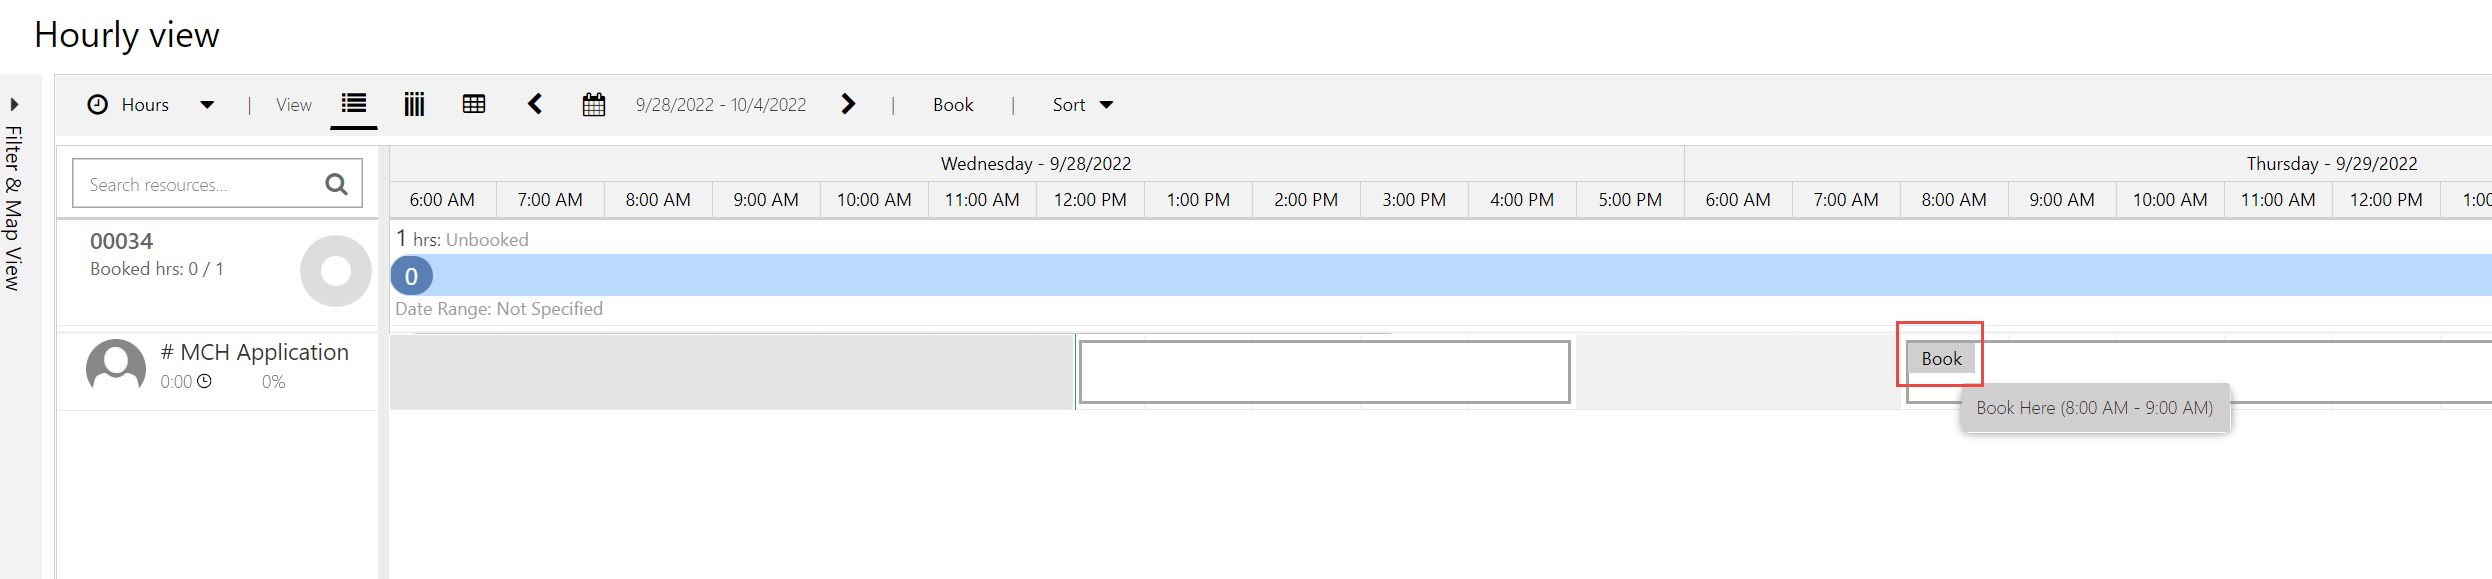 Hourly view
Filter & Map View
Hours | View 9/28/2022 - 10/4/2022 | Book | Sort
Search resources...
Wednesday - 9/28/2022 Thursday - 9/29/2022
6:00 AM 7:00 AM 8:00 AM 9:00 AM 10:00 AM 11:00 AM 12:00 PM 1:00 PM 2:00 PM 3:00 PM 4:00 PM 5:00 PM 6:00 AM 7:00 AM 8:00 AM 9:00 AM 10:00 AM 11:00 AM 12:00 PM 1:00
00034
Booked hrs: 0 / 1
1 hrs: Unbooked
0
Date Range: Not Specified
# MCH Application
0:00 0%
Book
Book Here (8:00 AM - 9:00 AM)